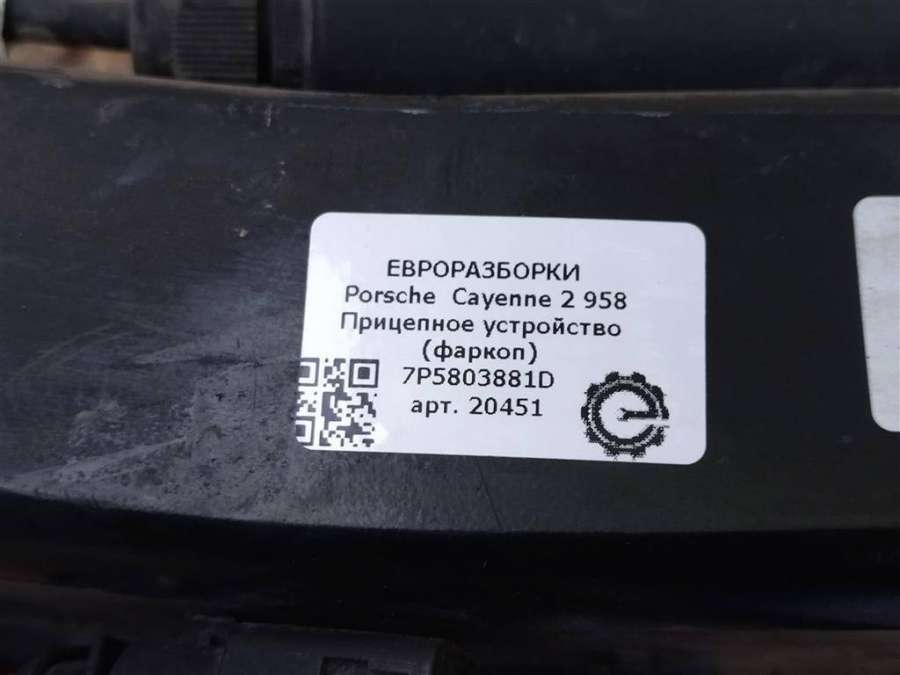 ЕВРОРАЗБОРКИ
Porsche Cayenne 2 958
Прицепное устройство
(фаркоп)
7P5803881D
арт. 20451